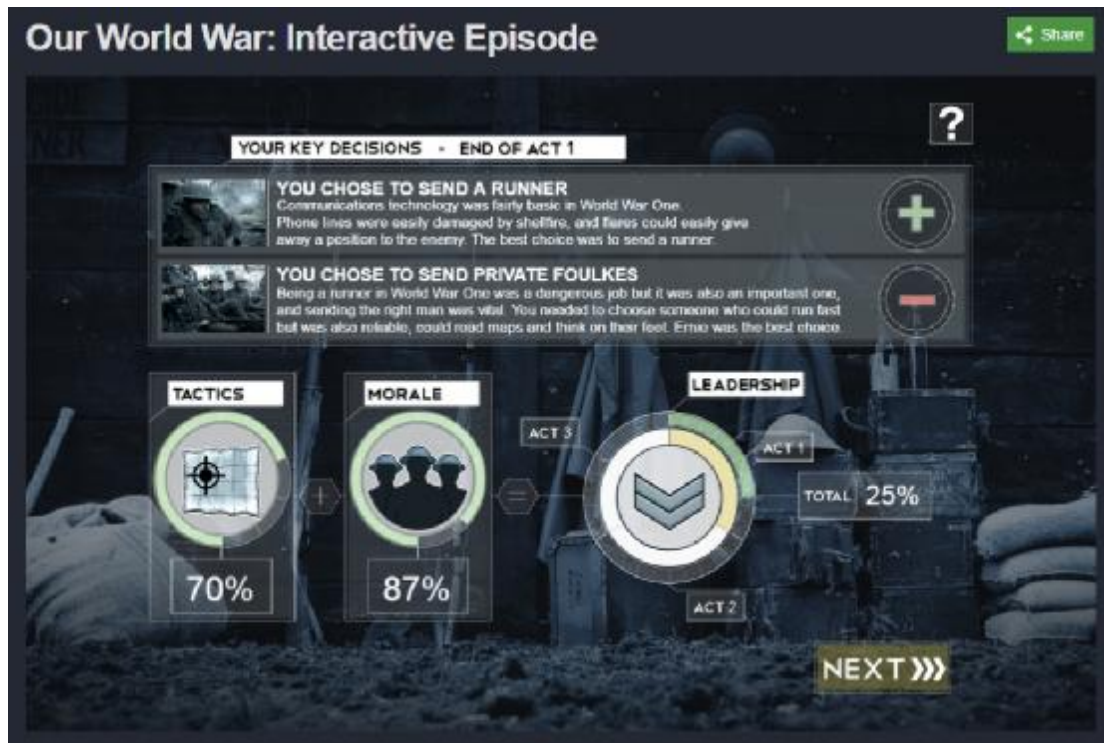 Our World War: Interactive Episode
Share
?
YOUR KEY DECISIONS - END OF ACT 1
YOU CHOSE TO SEND A RUNNER
Communications technology was fairly basic in World War One.
Phone lines were easily damaged by shellfire, and flares could easily give
away a position to the enemy. The best choice was to send a runner.
YOU CHOSE TO SEND PRIVATE FOULKES
Being a runner in World War One was a dangerous job but it was also an important one,
and sending the right man was vital. You needed to choose someone who could run fast
but was also reliable, could read maps and think on their feet. Ernie was the best choice.
TACTICS
70%
+
MORALE
87%
=
LEADERSHIP
ACT 3
ACT 1
TOTAL 25%
ACT 2
NEXT